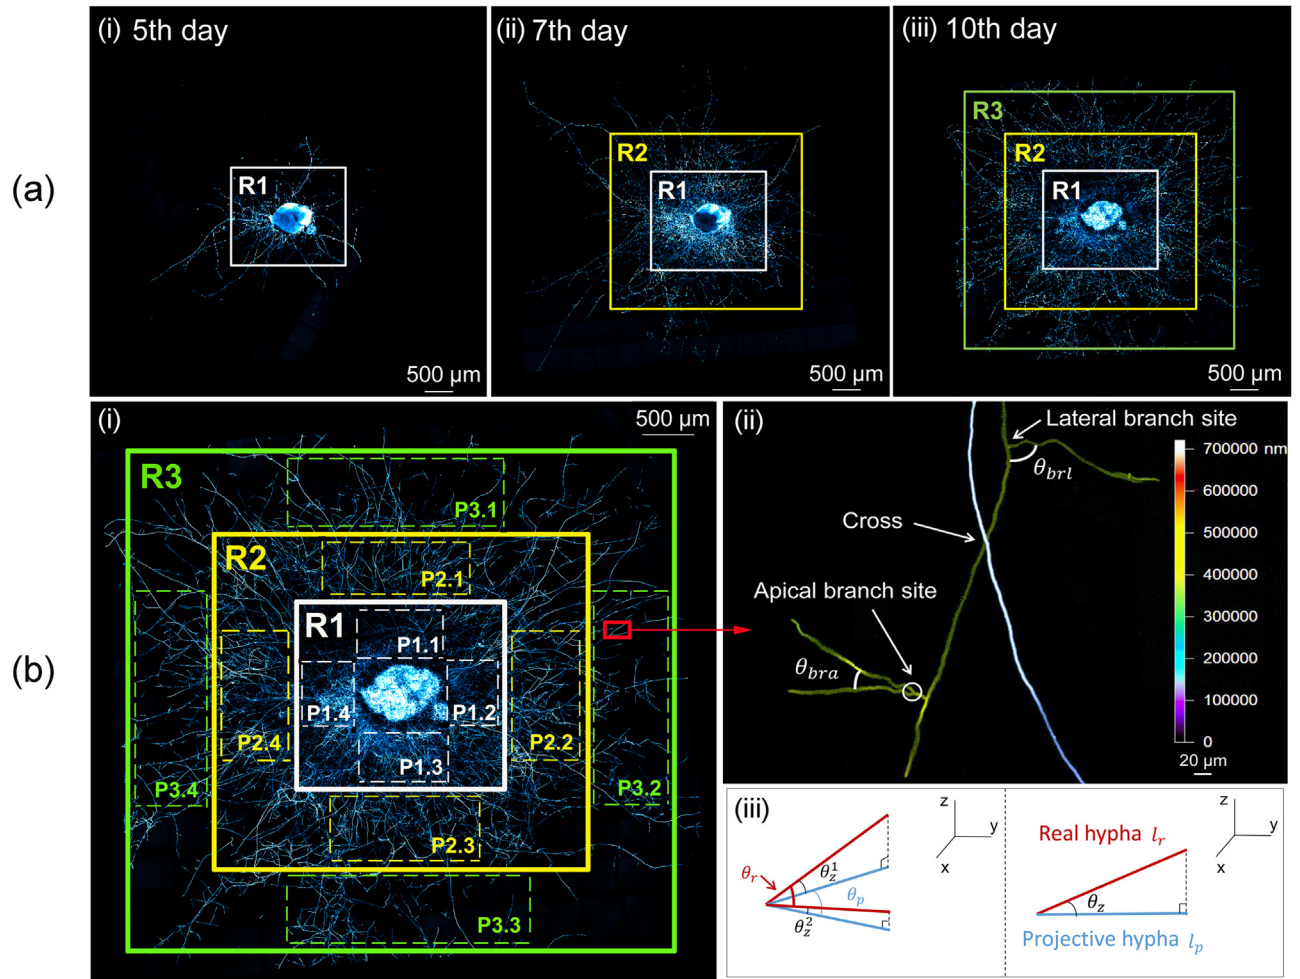 (a)
(i) 5th day
R1
500 μm
(ii) 7th day
R2
R1
500 μm
(iii) 10th day
R3
R2
R1
500 μm
(b)
(i)
500 μm
R3
P3.1
R2
P2.1
R1
P1.1
P1.4
P1.2
P1.3
P2.4
P2.2
P3.4
P3.2
P2.3
P3.3
(ii)
Lateral branch site
θbrl
Cross
Apical branch site
θbra
700000 nm
600000
500000
400000
300000
200000
100000
0
20 μm
(iii)
z
y
x
θr
θz¹
θp
θz²
z
y
x
Real hypha lr
θz
Projective hypha lp